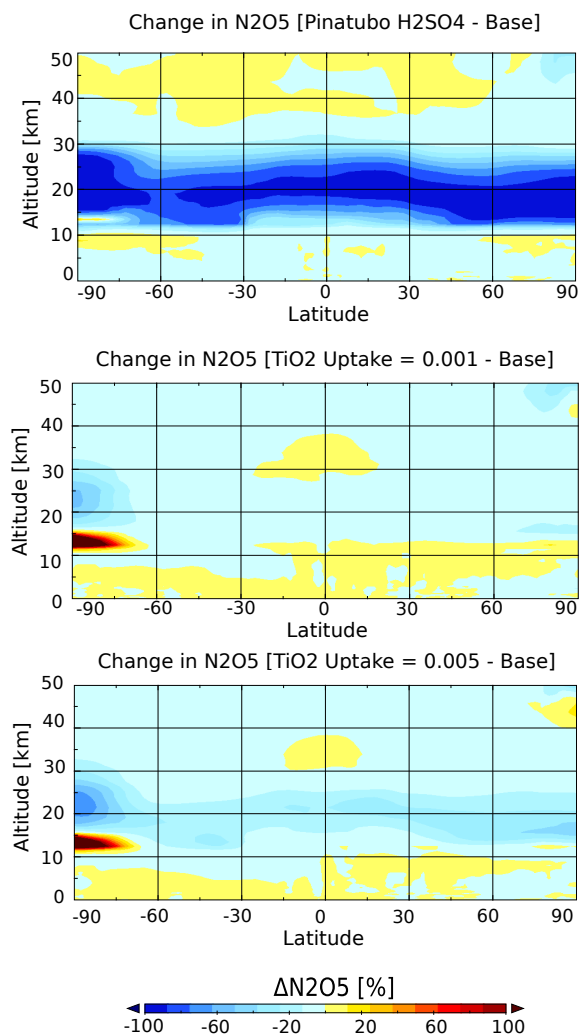 Change in N2O5 [Pinatubo H2SO4 - Base]
50
40
30
20
10
0
Altitude [km]
-90 -60 -30 0 30 60 90
Latitude
Change in N2O5 [TiO2 Uptake = 0.001 - Base]
50
40
30
20
10
0
Altitude [km]
-90 -60 -30 0 30 60 90
Latitude
Change in N2O5 [TiO2 Uptake = 0.005 - Base]
50
40
30
20
10
0
Altitude [km]
-90 -60 -30 0 30 60 90
Latitude
ΔN2O5 [%]
-100 -60 -20 20 60 100